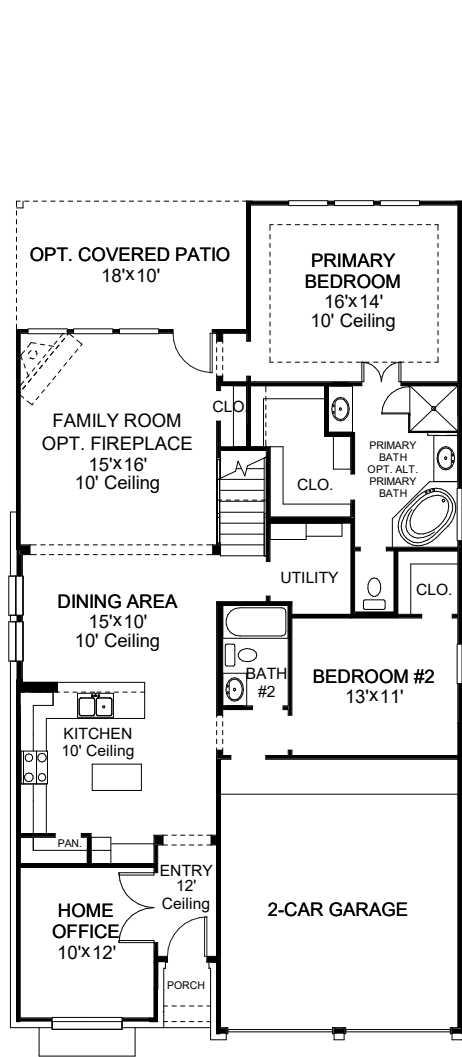 OPT. COVERED PATIO
18'x10'
PRIMARY
BEDROOM
16'x14'
10' Ceiling
FAMILY ROOM
OPT. FIREPLACE
15'x16'
10' Ceiling
CLO.
CLO.
PRIMARY
BATH
OPT. ALT.
PRIMARY
BATH
UTILITY
CLO.
DINING AREA
15'x10'
10' Ceiling
BATH
#2
BEDROOM #2
13'x11'
KITCHEN
10' Ceiling
PAN.
ENTRY
12'
Ceiling
HOME
OFFICE
10'x12'
2-CAR GARAGE
PORCH